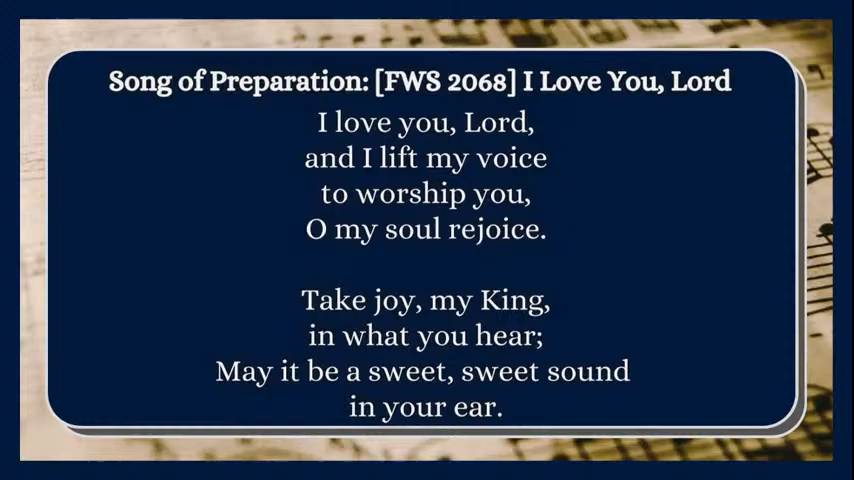 Song of Preparation: [FWS 2068] I Love You, Lord
I love you, Lord,
and I lift my voice
to worship you,
O my soul rejoice.
Take joy, my King,
in what you hear;
May it be a sweet, sweet sound
in your ear.